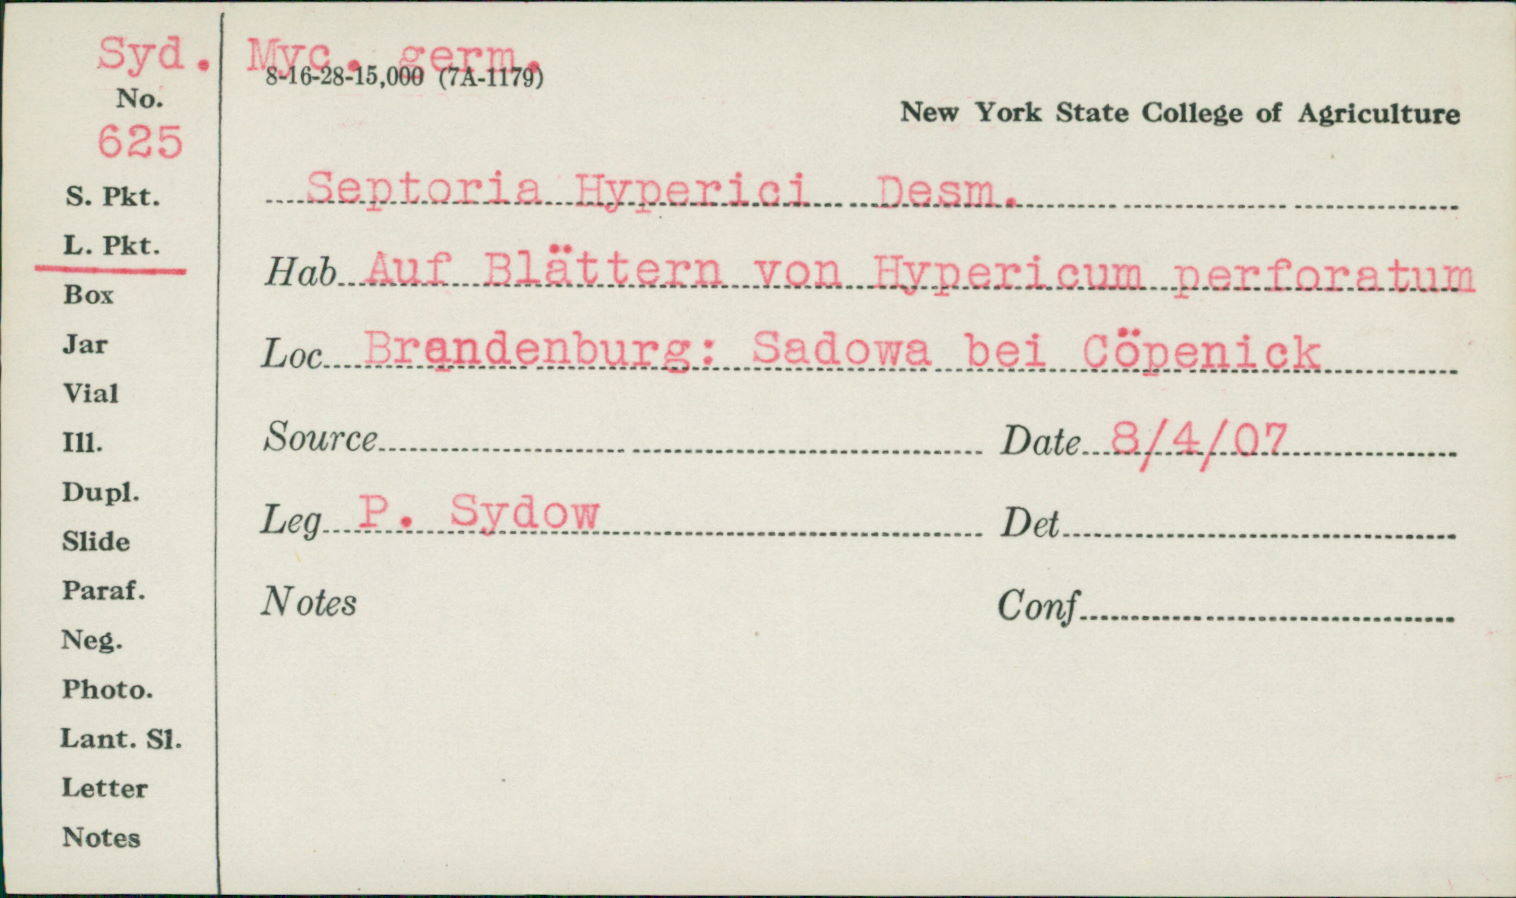 Syd. Myc. germ.
8-16-28-15,000 (7A-1179)
No.
New York State College of Agriculture
625
S. Pkt.
Septoria Hyperici Desm.
L. Pkt.
Hab Auf Blättern von Hypericum perforatum
Box
Jar
Loc Brandenburg: Sadowa bei Cöpenick
Vial
Ill.
Source Date 8/4/07
Dupl.
Slide
Leg P. Sydow Det
Paraf.
Notes Conf
Neg.
Photo.
Lant. Sl.
Letter
Notes